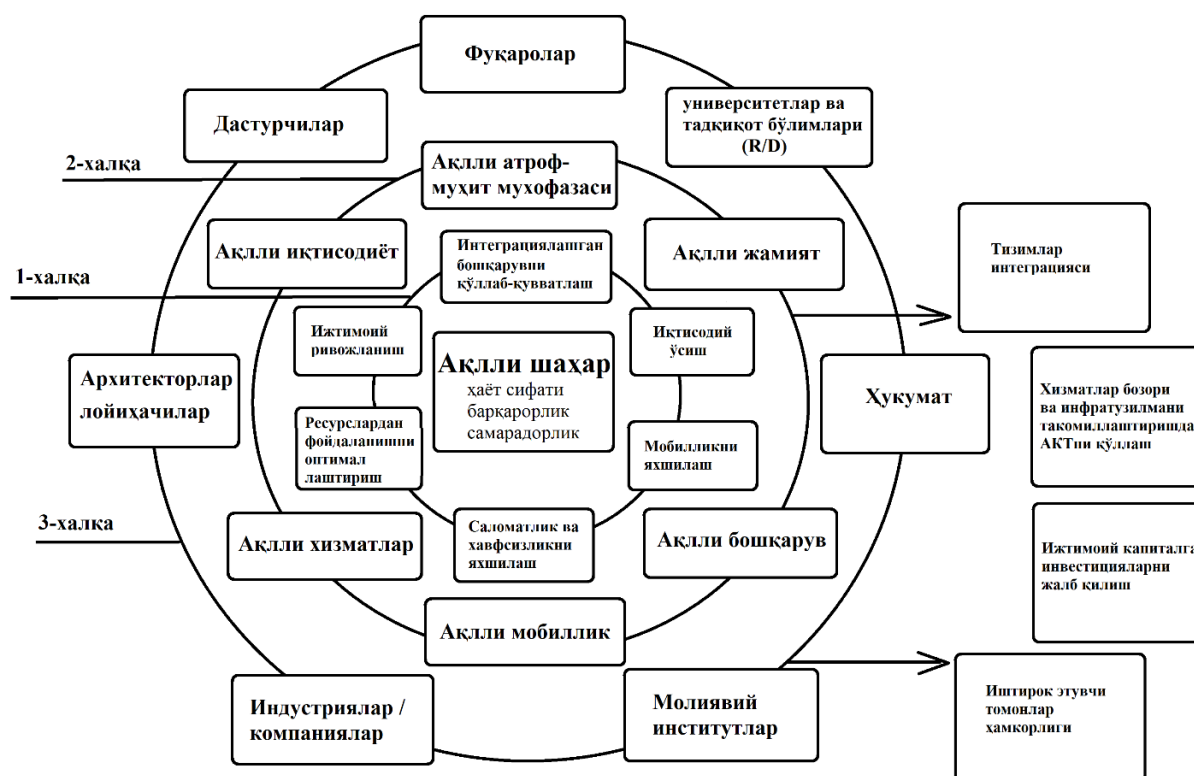 Фуқаролар
Дастурчилар
университетлар ва
тадқиқот бўлимлари
(R/D)
2-халқа
Ақлли атроф-
муҳит мухофазаси
Ақлли иқтисодиёт
Интеграциялашган
бошқарувни
қўллаб-қувватлаш
Ақлли жамият
Тизимлар
интеграцияси
1-халқа
Ижтимоий
ривожланиш
Ақлли шаҳар
ҳаёт сифати
барқарорлик
самарадорлик
Иқтисодий
ўсиш
Архитекторлар
лойиҳачилар
Ҳукумат
Хизматлар бозори
ва инфратузилмани
такомиллаштиришда
АКТни қўллаш
Ресурслардан
фойдаланишни
оптимал
лаштириш
Мобилликни
яхшилаш
3-халқа
Ақлли хизматлар
Саломатлик ва
хавфсизликни
яхшилаш
Ақлли бошқарув
Ижтимоий капиталга
инвестицияларни
жалб қилиш
Ақлли мобиллик
Индустриялар /
компаниялар
Молиявий
институтлар
Иштирок этувчи
томонлар
ҳамкорлиги